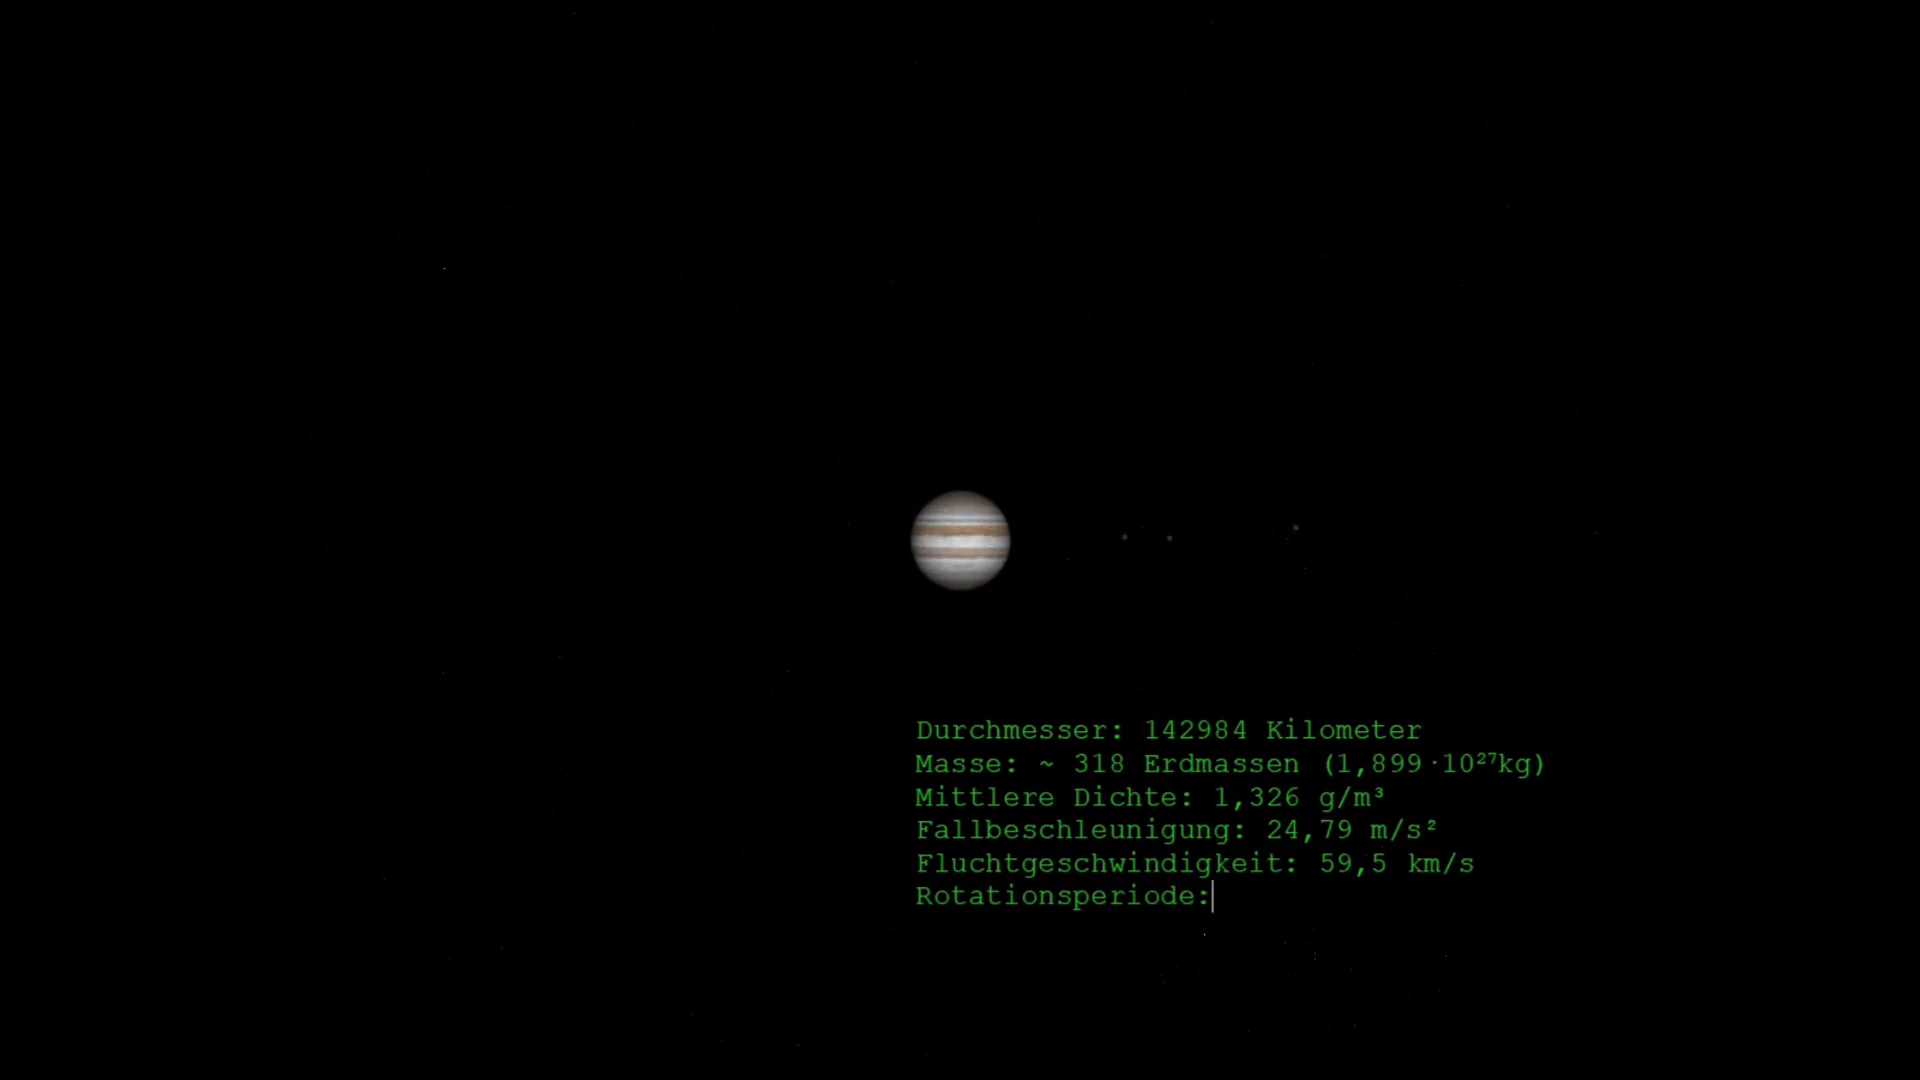 Durchmesser: 142984 Kilometer
Masse: ~ 318 Erdmassen (1,899·10²⁷kg)
Mittlere Dichte: 1,326 g/m³
Fallbeschleunigung: 24,79 m/s²
Fluchtgeschwindigkeit: 59,5 km/s
Rotationsperiode: